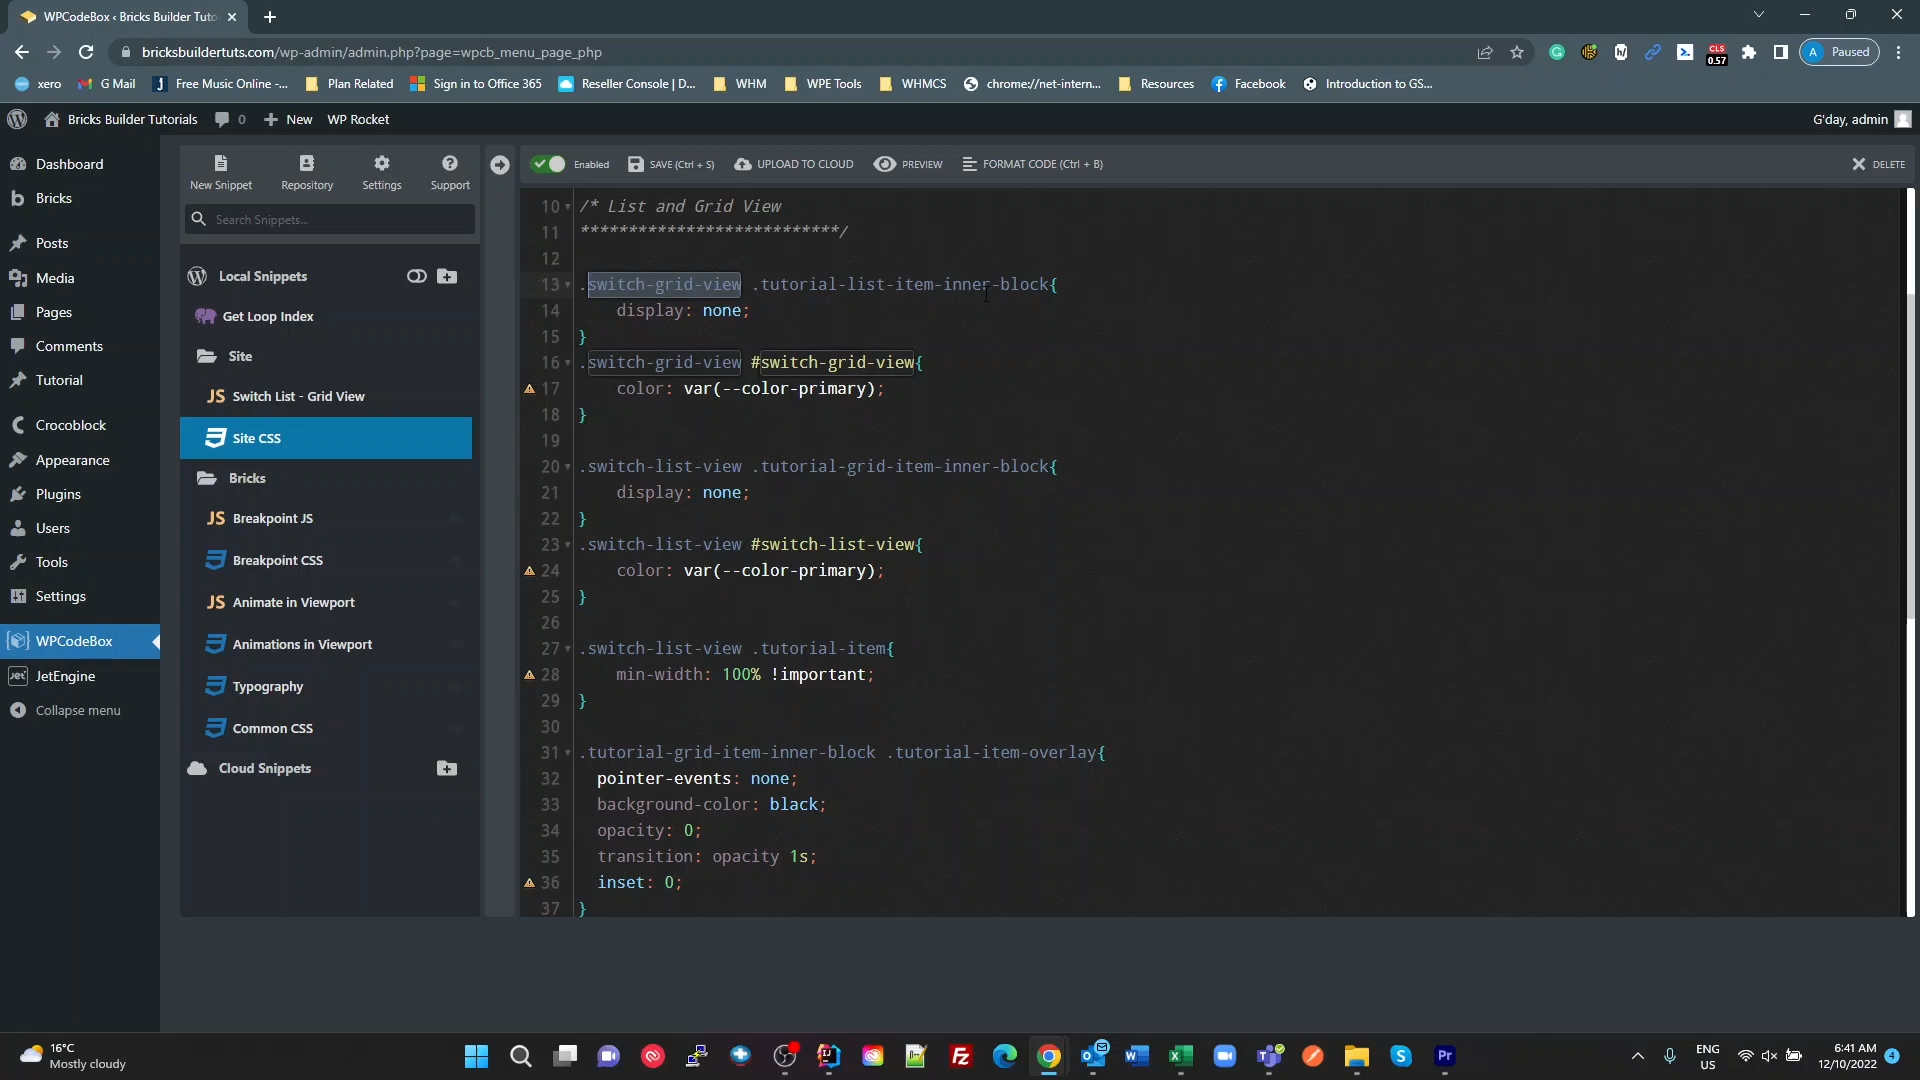 WPCodeBox ‹ Bricks Builder Tuto
bricksbuildertuts.com/wp-admin/admin.php?page=wpcb_menu_page_php
CLS
0.57
A
Paused
xero
G Mail
Free Music Online -...
Plan Related
Sign in to Office 365
Reseller Console | D...
WHM
WPE Tools
WHMCS
chrome://net-intern...
Resources
Facebook
Introduction to GS...
Bricks Builder Tutorials
0
New
WP Rocket
G'day, admin
Dashboard
Bricks
Posts
Media
Pages
Comments
Tutorial
Crocoblock
Appearance
Plugins
Users
Tools
Settings
WPCodeBox
JetEngine
Collapse menu
New Snippet
Repository
Settings
Support
Search Snippets...
Local Snippets
Get Loop Index
Site
JS Switch List - Grid View
Site CSS
Bricks
JS Breakpoint JS
Breakpoint CSS
JS Animate in Viewport
Animations in Viewport
Typography
Common CSS
Cloud Snippets
Enabled
SAVE (Ctrl + S)
UPLOAD TO CLOUD
PREVIEW
FORMAT CODE (Ctrl + B)
DELETE
10 /* List and Grid View
11 ***************************/
12
13 .switch-grid-view .tutorial-list-item-inner-block{
14 display: none;
15 }
16 .switch-grid-view #switch-grid-view{
17 color: var(--color-primary);
18 }
19
20 .switch-list-view .tutorial-grid-item-inner-block{
21 display: none;
22 }
23 .switch-list-view #switch-list-view{
24 color: var(--color-primary);
25 }
26
27 .switch-list-view .tutorial-item{
28 min-width: 100% !important;
29 }
30
31 .tutorial-grid-item-inner-block .tutorial-item-overlay{
32 pointer-events: none;
33 background-color: black;
34 opacity: 0;
35 transition: opacity 1s;
36 inset: 0;
37 }
16°C
Mostly cloudy
ENG
US
6:41 AM
12/10/2022
4